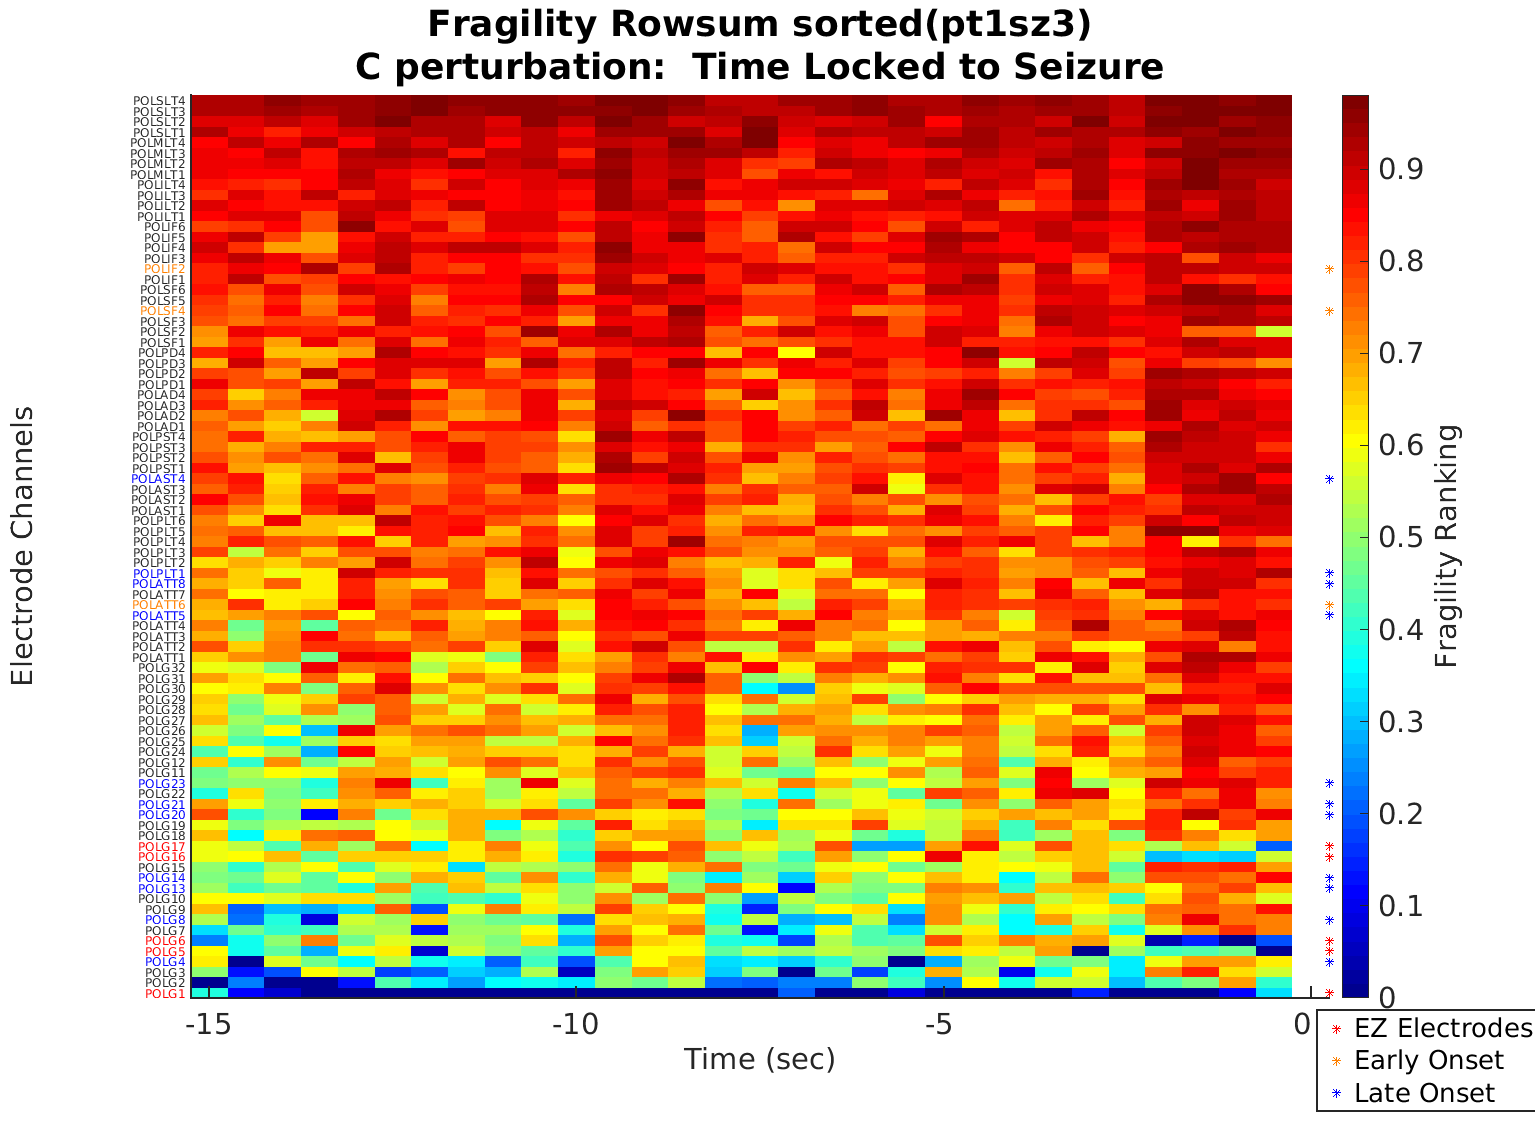 Fragility Rowsum sorted(pt1sz3)
C perturbation:  Time Locked to Seizure
Electrode Channels
POLSLT4
POLSLT3
POLSLT2
POLSLT1
POLMLT4
POLMLT3
POLMLT2
POLMLT1
POLILT4
POLILT3
POLILT2
POLILT1
POLIF6
POLIF5
POLIF4
POLIF3
POLIF2
POLIF1
POLSF6
POLSF5
POLSF4
POLSF3
POLSF2
POLSF1
POLPD4
POLPD3
POLPD2
POLPD1
POLAD4
POLAD3
POLAD2
POLAD1
POLPST4
POLPST3
POLPST2
POLPST1
POLAST4
POLAST3
POLAST2
POLAST1
POLPLT6
POLPLT5
POLPLT4
POLPLT3
POLPLT2
POLPLT1
POLATT8
POLATT7
POLATT6
POLATT5
POLATT4
POLATT3
POLATT2
POLATT1
POLG32
POLG31
POLG30
POLG29
POLG28
POLG27
POLG26
POLG25
POLG24
POLG12
POLG11
POLG23
POLG22
POLG21
POLG20
POLG19
POLG18
POLG17
POLG16
POLG15
POLG14
POLG13
POLG10
POLG9
POLG8
POLG7
POLG6
POLG5
POLG4
POLG3
POLG2
POLG1
-15
-10
-5
0
Time (sec)
0.9
0.8
0.7
0.6
0.5
0.4
0.3
0.2
0.1
0
Fragility Ranking
EZ Electrodes
Early Onset
Late Onset